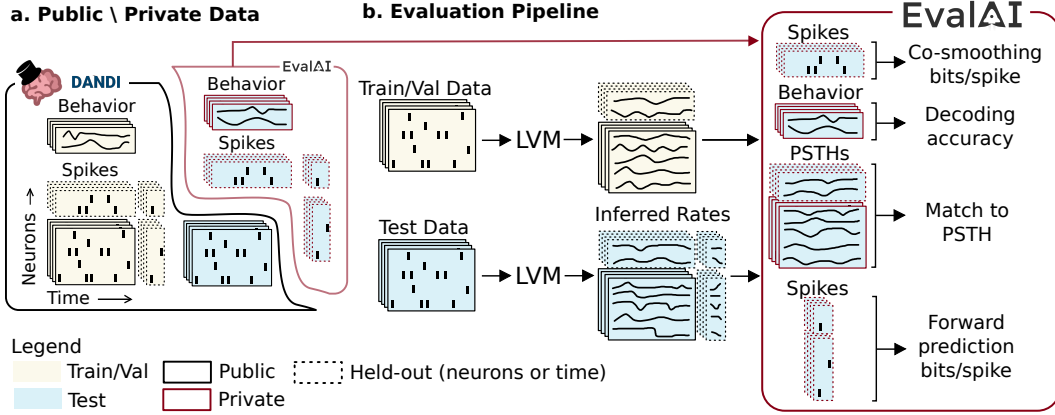 a. Public \ Private Data
b. Evaluation Pipeline
EvalAI
DANDI
EvalAI
Behavior
Behavior
Spikes
Spikes
Neurons
Time
Train/Val Data
LVM
Test Data
LVM
Inferred Rates
Spikes
Co-smoothing
bits/spike
Behavior
Decoding
accuracy
PSTHs
Match to
PSTH
Spikes
Forward
prediction
bits/spike
Legend
Train/Val
Public
Held-out (neurons or time)
Test
Private